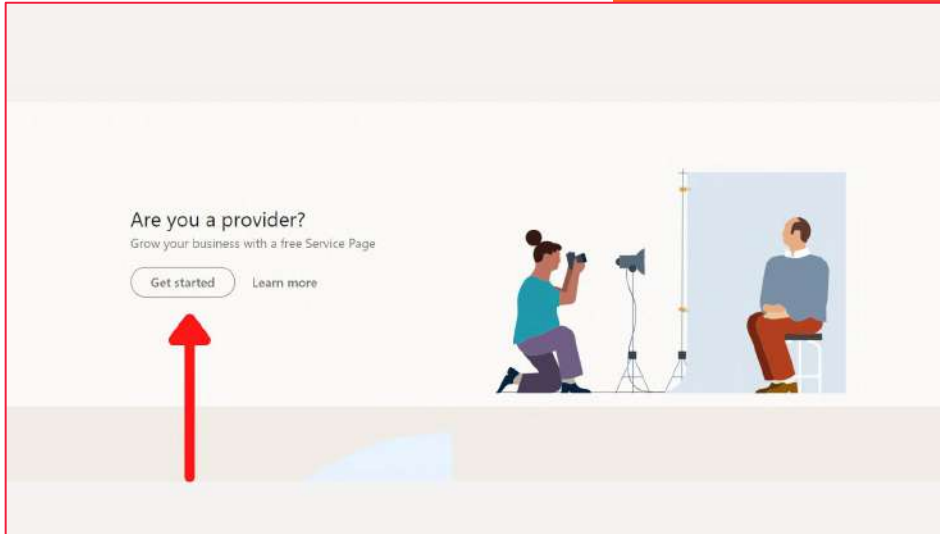 Are you a provider?
Grow your business with a free Service Page
Get started Learn more